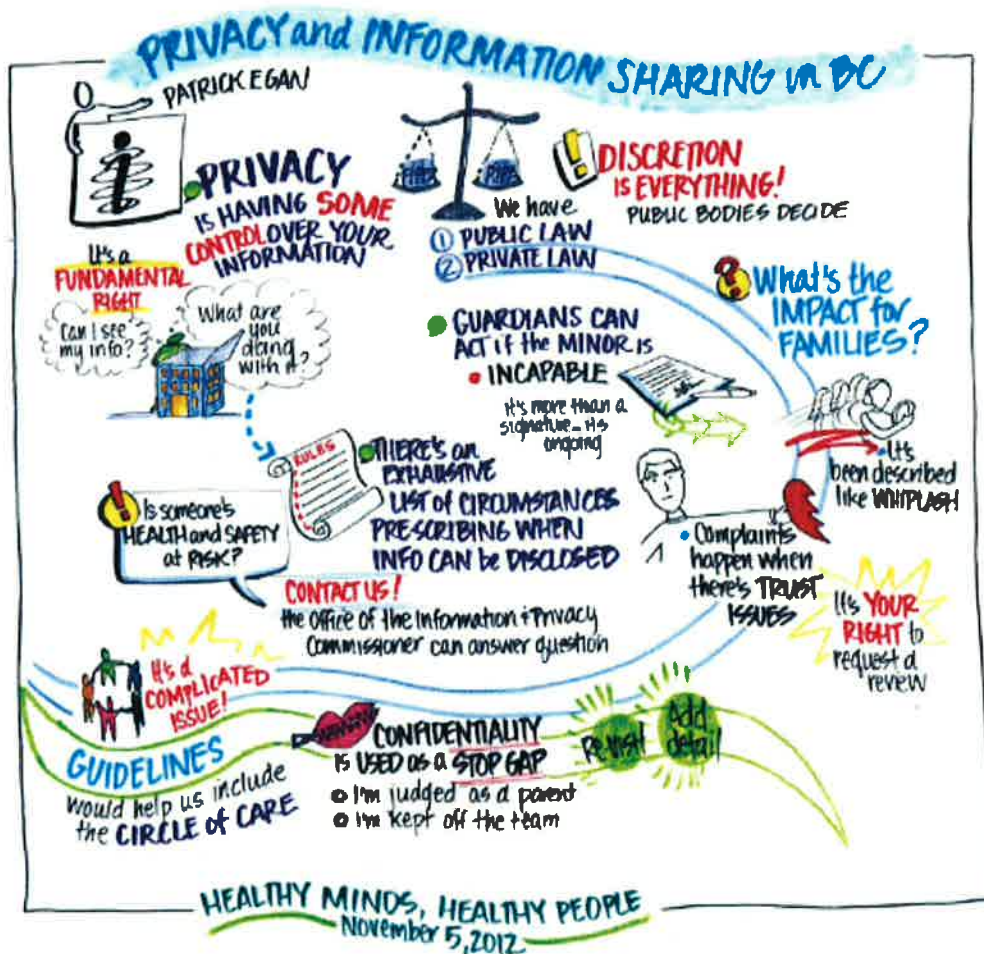 PRIVACY and INFORMATION SHARING in BC
PATRICK EGAN
i
PRIVACY
IS HAVING SOME
CONTROL OVER YOUR
INFORMATION
It's a
FUNDAMENTAL
RIGHT
Can I see
my info?
What are
you
doing
with it?
We have
① PUBLIC LAW
② PRIVATE LAW
! DISCRETION
IS EVERYTHING!
PUBLIC BODIES DECIDE
? What's the
IMPACT for
FAMILIES?
GUARDIANS CAN
ACT if the MINOR is
• INCAPABLE
it's more than a
signature - its
ongoing
• It's
been described
like WHIPLASH
RULES
THERE'S an
EXHAUSTIVE
LIST of CIRCUMSTANCES
PRESCRIBING WHEN
INFO CAN be DISCLOSED
! Is someone's
HEALTH and SAFETY
at RISK?
CONTACT US!
the Office of the Information & Privacy
Commissioner can answer question
• Complaints
happen when
there's TRUST
ISSUES
It's YOUR
RIGHT to
request a
review
It's a
COMPLICATED
ISSUE!
GUIDELINES
would help us include
the CIRCLE of CARE
CONFIDENTIALITY
IS USED as a STOP GAP
○ I'm judged as a parent
○ I'm kept off the team
Revisit
Add
detail
HEALTHY MINDS, HEALTHY PEOPLE
November 5, 2012